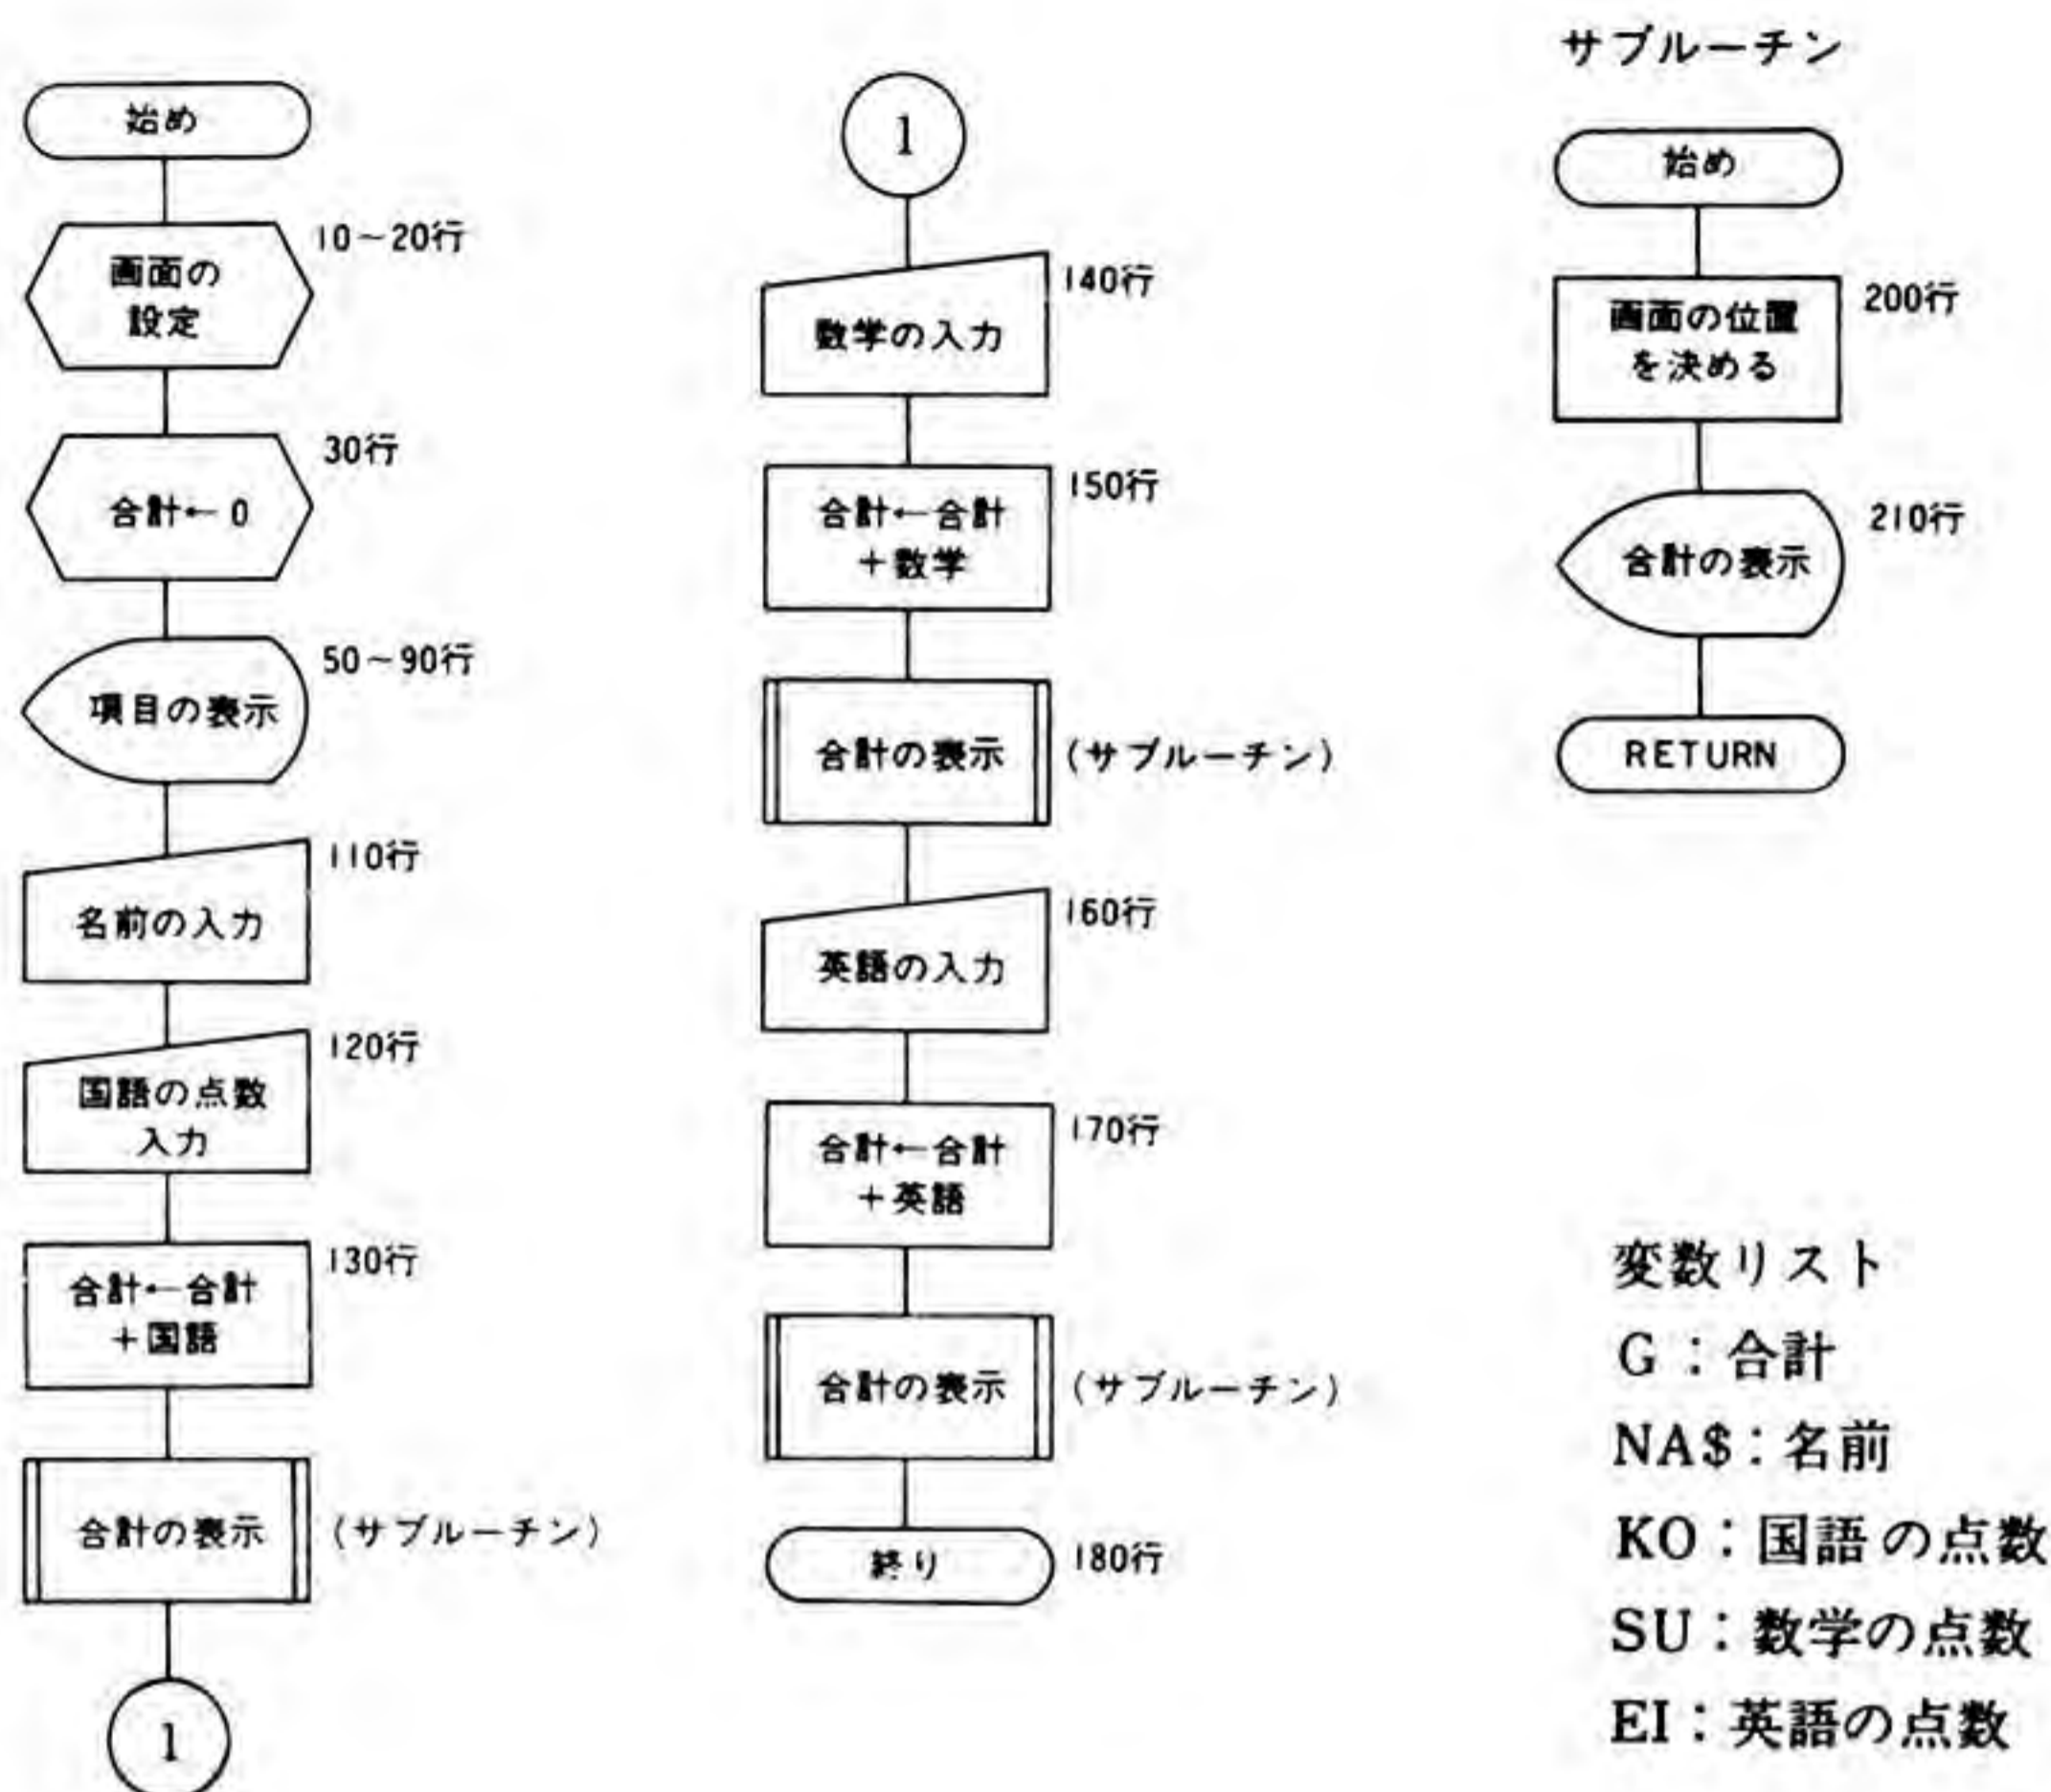 始め
画面の
設定
10~20行
合計←0
30行
項目の表示
50~90行
名前の入力
110行
国語の点数
入力
120行
合計←合計
+国語
130行
合計の表示
(サブルーチン)
1
1
数学の入力
140行
合計←合計
+数学
150行
合計の表示
(サブルーチン)
英語の入力
160行
合計←合計
+英語
170行
合計の表示
(サブルーチン)
終り
180行
サブルーチン
始め
画面の位置
を決める
200行
合計の表示
210行
RETURN
変数リスト
G:合計
NA$:名前
KO:国語の点数
SU:数学の点数
EI:英語の点数